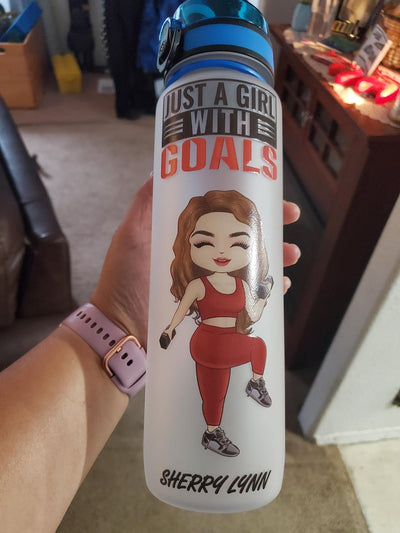 JUST A GIRL
WITH
GOALS
SHERRY LYNN